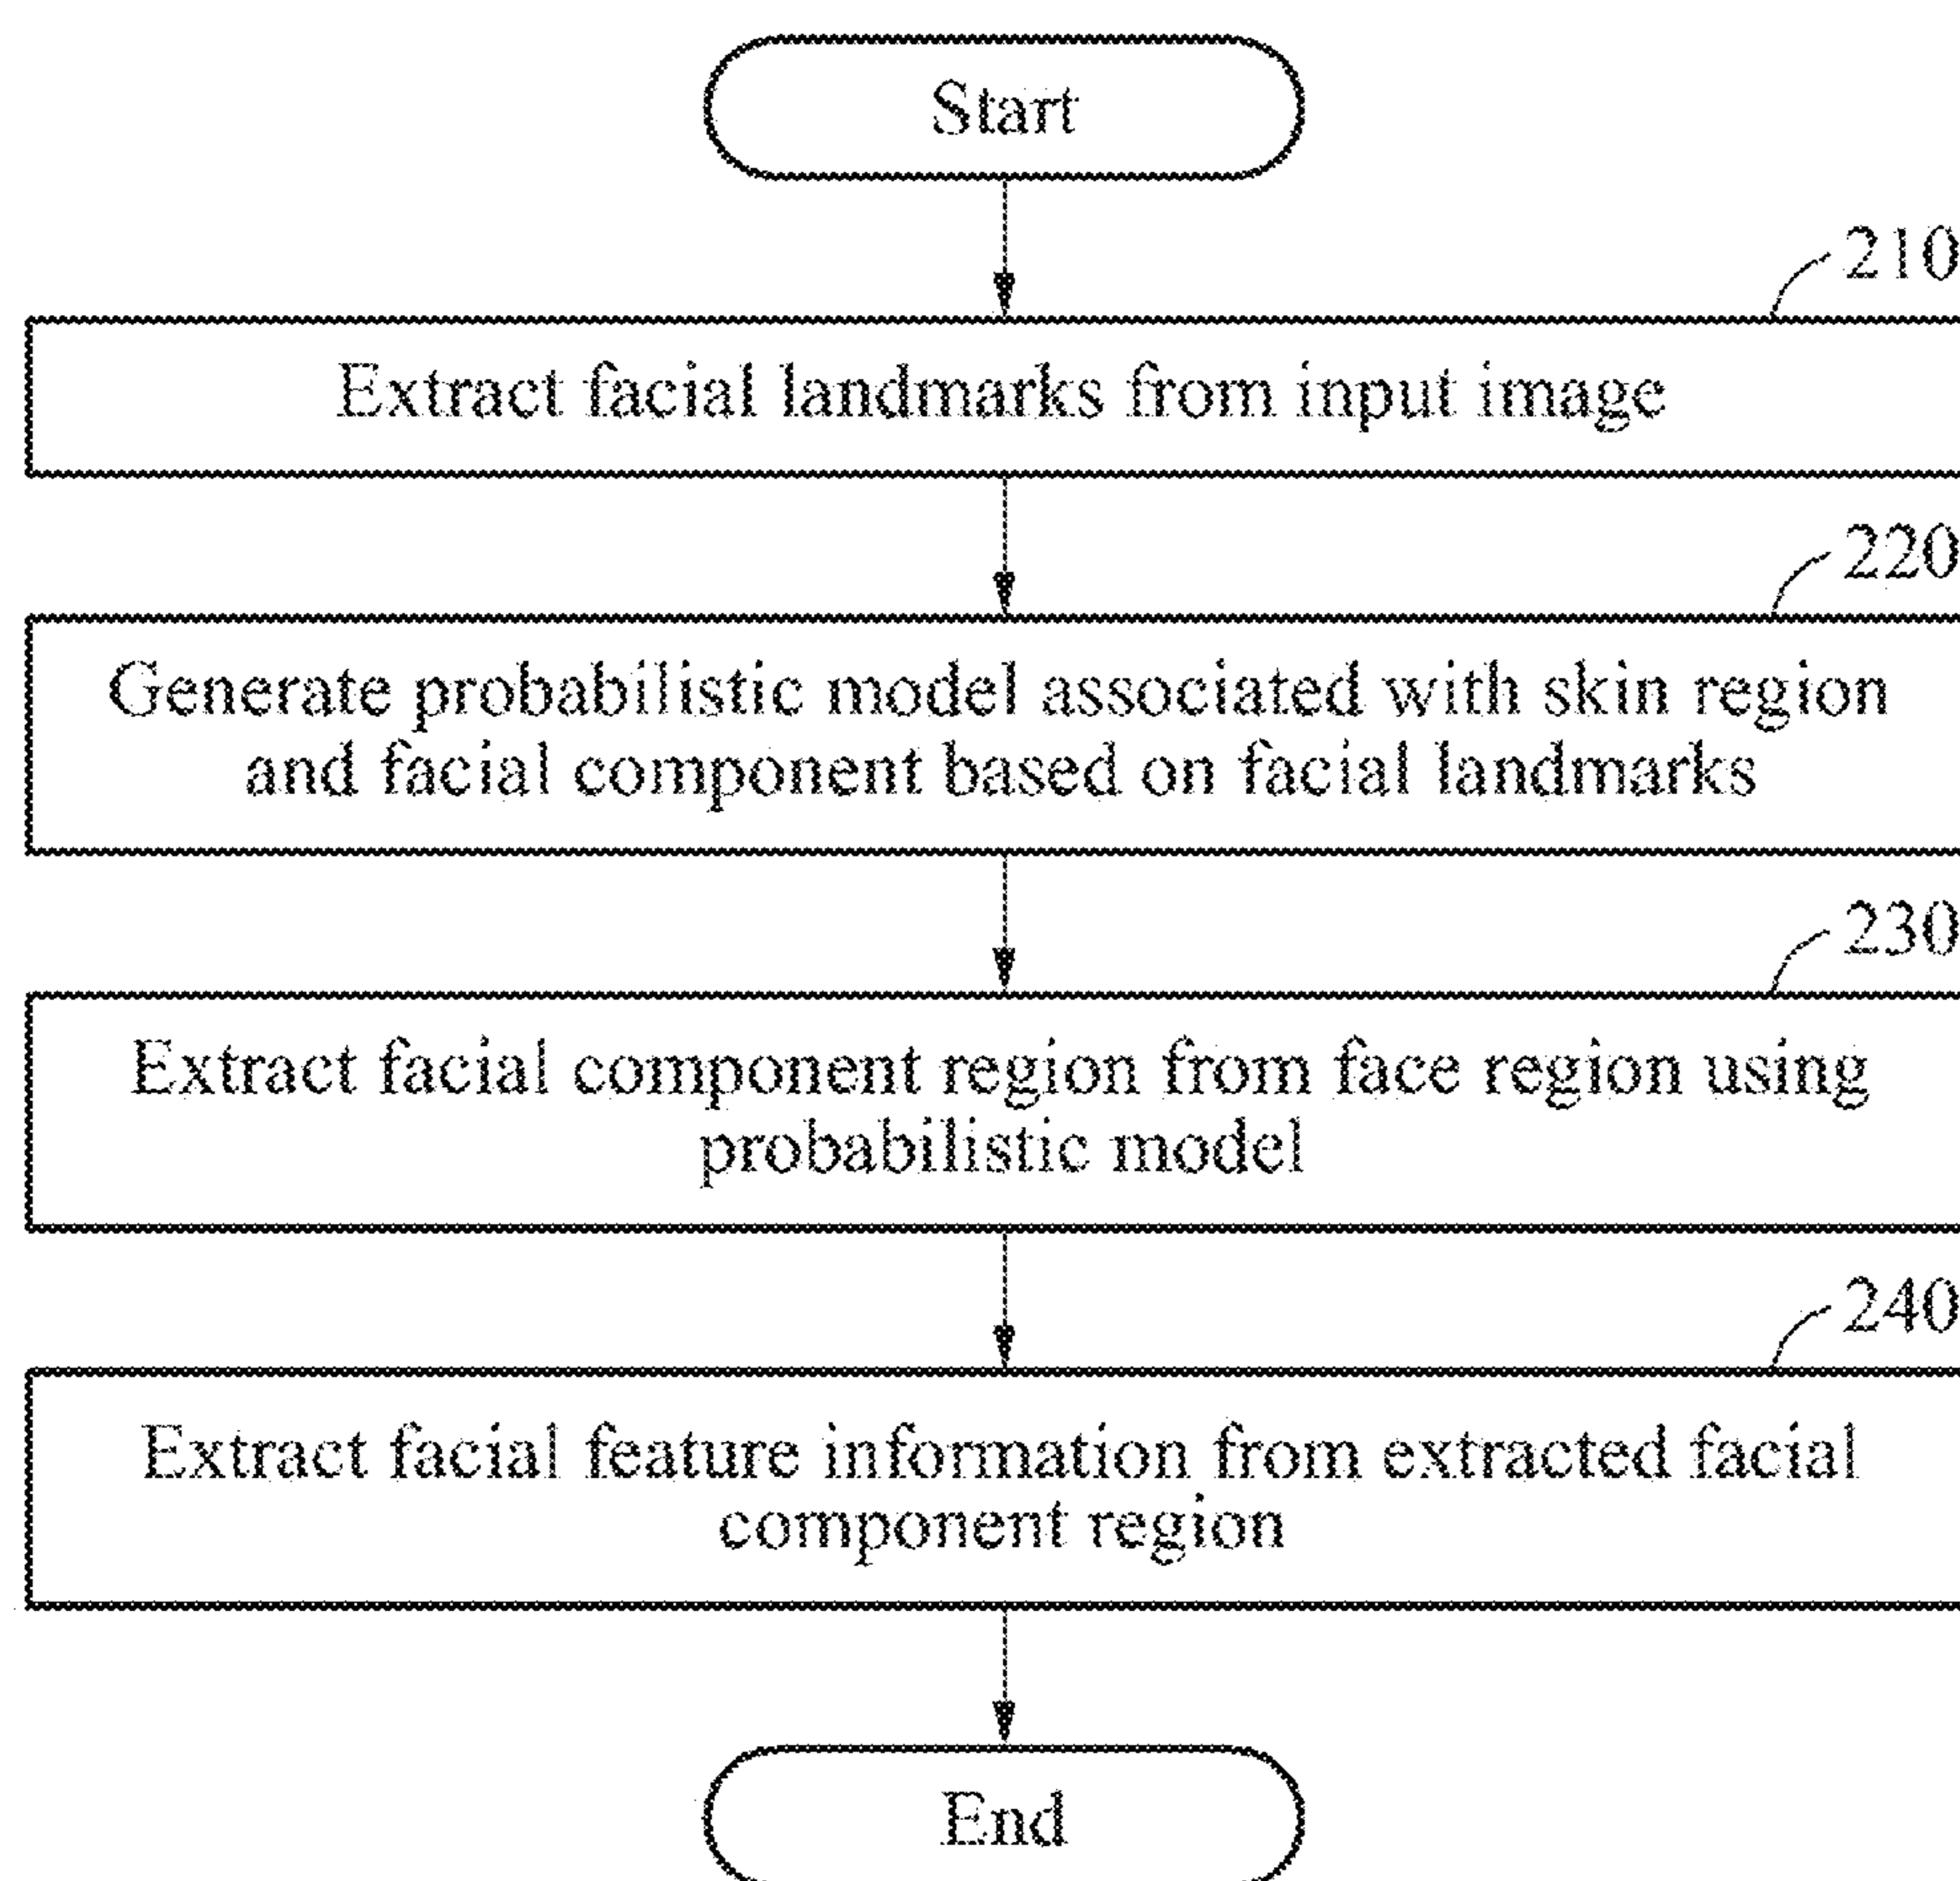 Start
210
Extract facial landmarks from input image
220
Generate probabilistic model associated with skin region
and facial component based on facial landmarks
230
Extract facial component region from face region using
probabilistic model
240
Extract facial feature information from extracted facial
component region
End